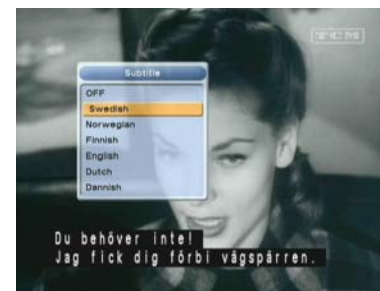 TCM
Subtitle
OFF
Swedish
Norwegian
Finnish
English
Dutch
Dannish
Du behöver inte!
Jag fick dig förbi vägspärren.